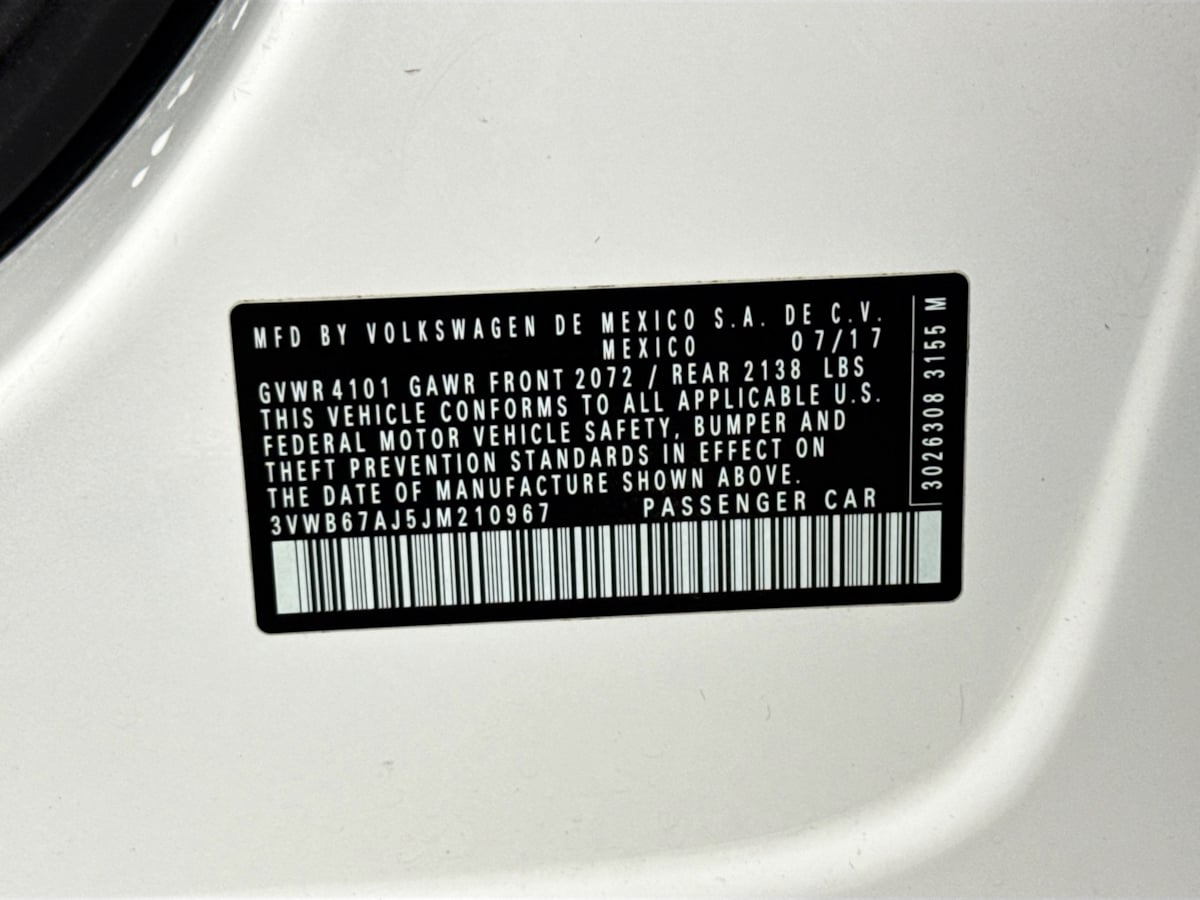 MFD BY VOLKSWAGEN DE MEXICO S.A. DE C.V.
MEXICO 07/17
GVWR 4101 GAWR FRONT 2072 / REAR 2138 LBS
THIS VEHICLE CONFORMS TO ALL APPLICABLE U.S.
FEDERAL MOTOR VEHICLE SAFETY, BUMPER AND
THEFT PREVENTION STANDARDS IN EFFECT ON
THE DATE OF MANUFACTURE SHOWN ABOVE.
3VWB67AJ5JM210967 PASSENGER CAR
3026308 3155 M